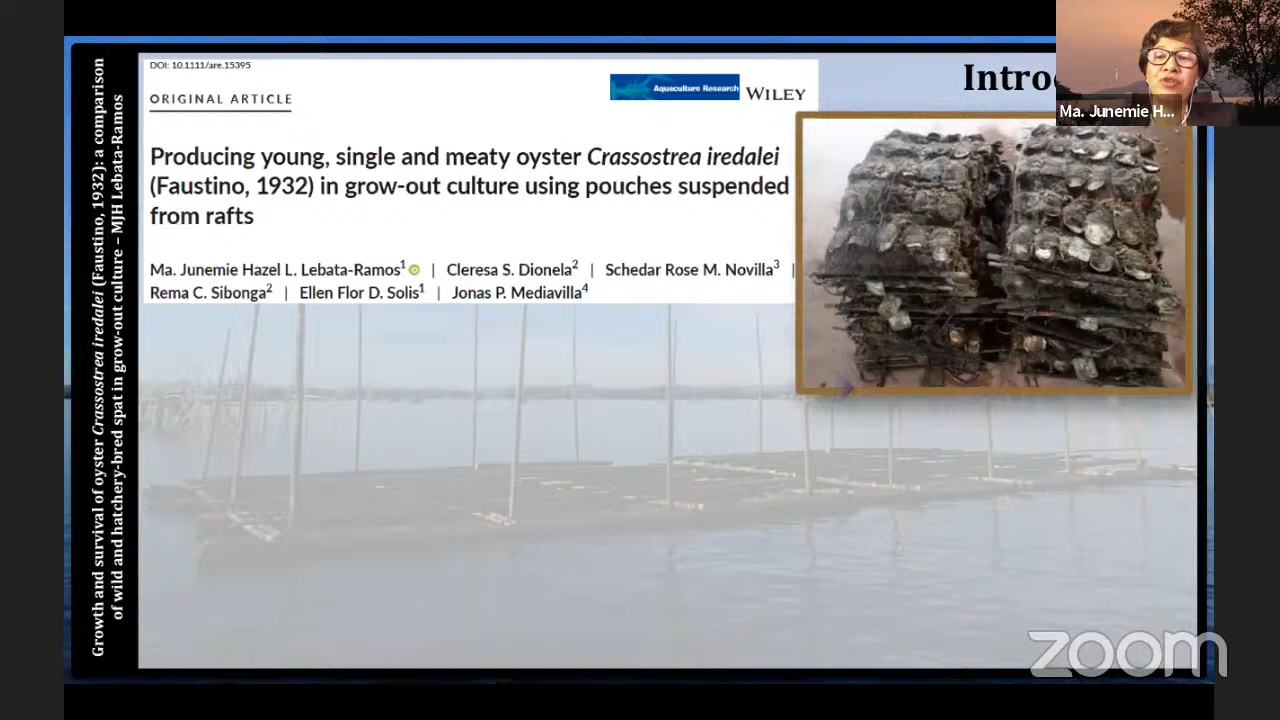 DOI: 10.1111/are.15395
ORIGINAL ARTICLE
Aquaculture Research WILEY
Producing young, single and meaty oyster Crassostrea iredalei
(Faustino, 1932) in grow-out culture using pouches suspended
from rafts
Ma. Junemie Hazel L. Lebata-Ramos1 | Cleresa S. Dionela2 | Schedar Rose M. Novilla3 |
Rema C. Sibonga2 | Ellen Flor D. Solis1 | Jonas P. Mediavilla4
Intro
Ma. Junemie H...
Growth and survival of oyster Crassostrea iredalei (Faustino, 1932): a comparison
of wild and hatchery-bred spat in grow-out culture – MJH Lebata-Ramos
zoom